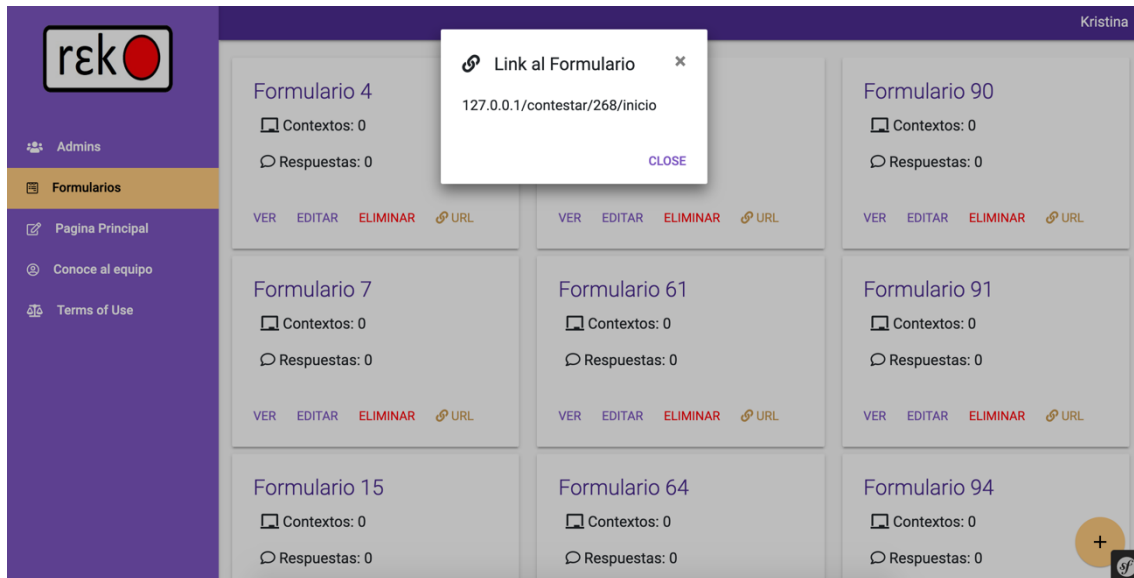 rεkO
Kristina
Admins
Formularios
Pagina Principal
Conoce al equipo
Terms of Use
Link al Formulario ×
127.0.0.1/contestar/268/inicio
CLOSE
Formulario 4
Contextos: 0
Respuestas: 0
VER EDITAR ELIMINAR URL
VER EDITAR ELIMINAR URL
Formulario 90
Contextos: 0
Respuestas: 0
VER EDITAR ELIMINAR URL
Formulario 7
Contextos: 0
Respuestas: 0
VER EDITAR ELIMINAR URL
Formulario 61
Contextos: 0
Respuestas: 0
VER EDITAR ELIMINAR URL
Formulario 91
Contextos: 0
Respuestas: 0
VER EDITAR ELIMINAR URL
Formulario 15
Contextos: 0
Respuestas: 0
Formulario 64
Contextos: 0
Respuestas: 0
Formulario 94
Contextos: 0
Respuestas: 0
+
sf